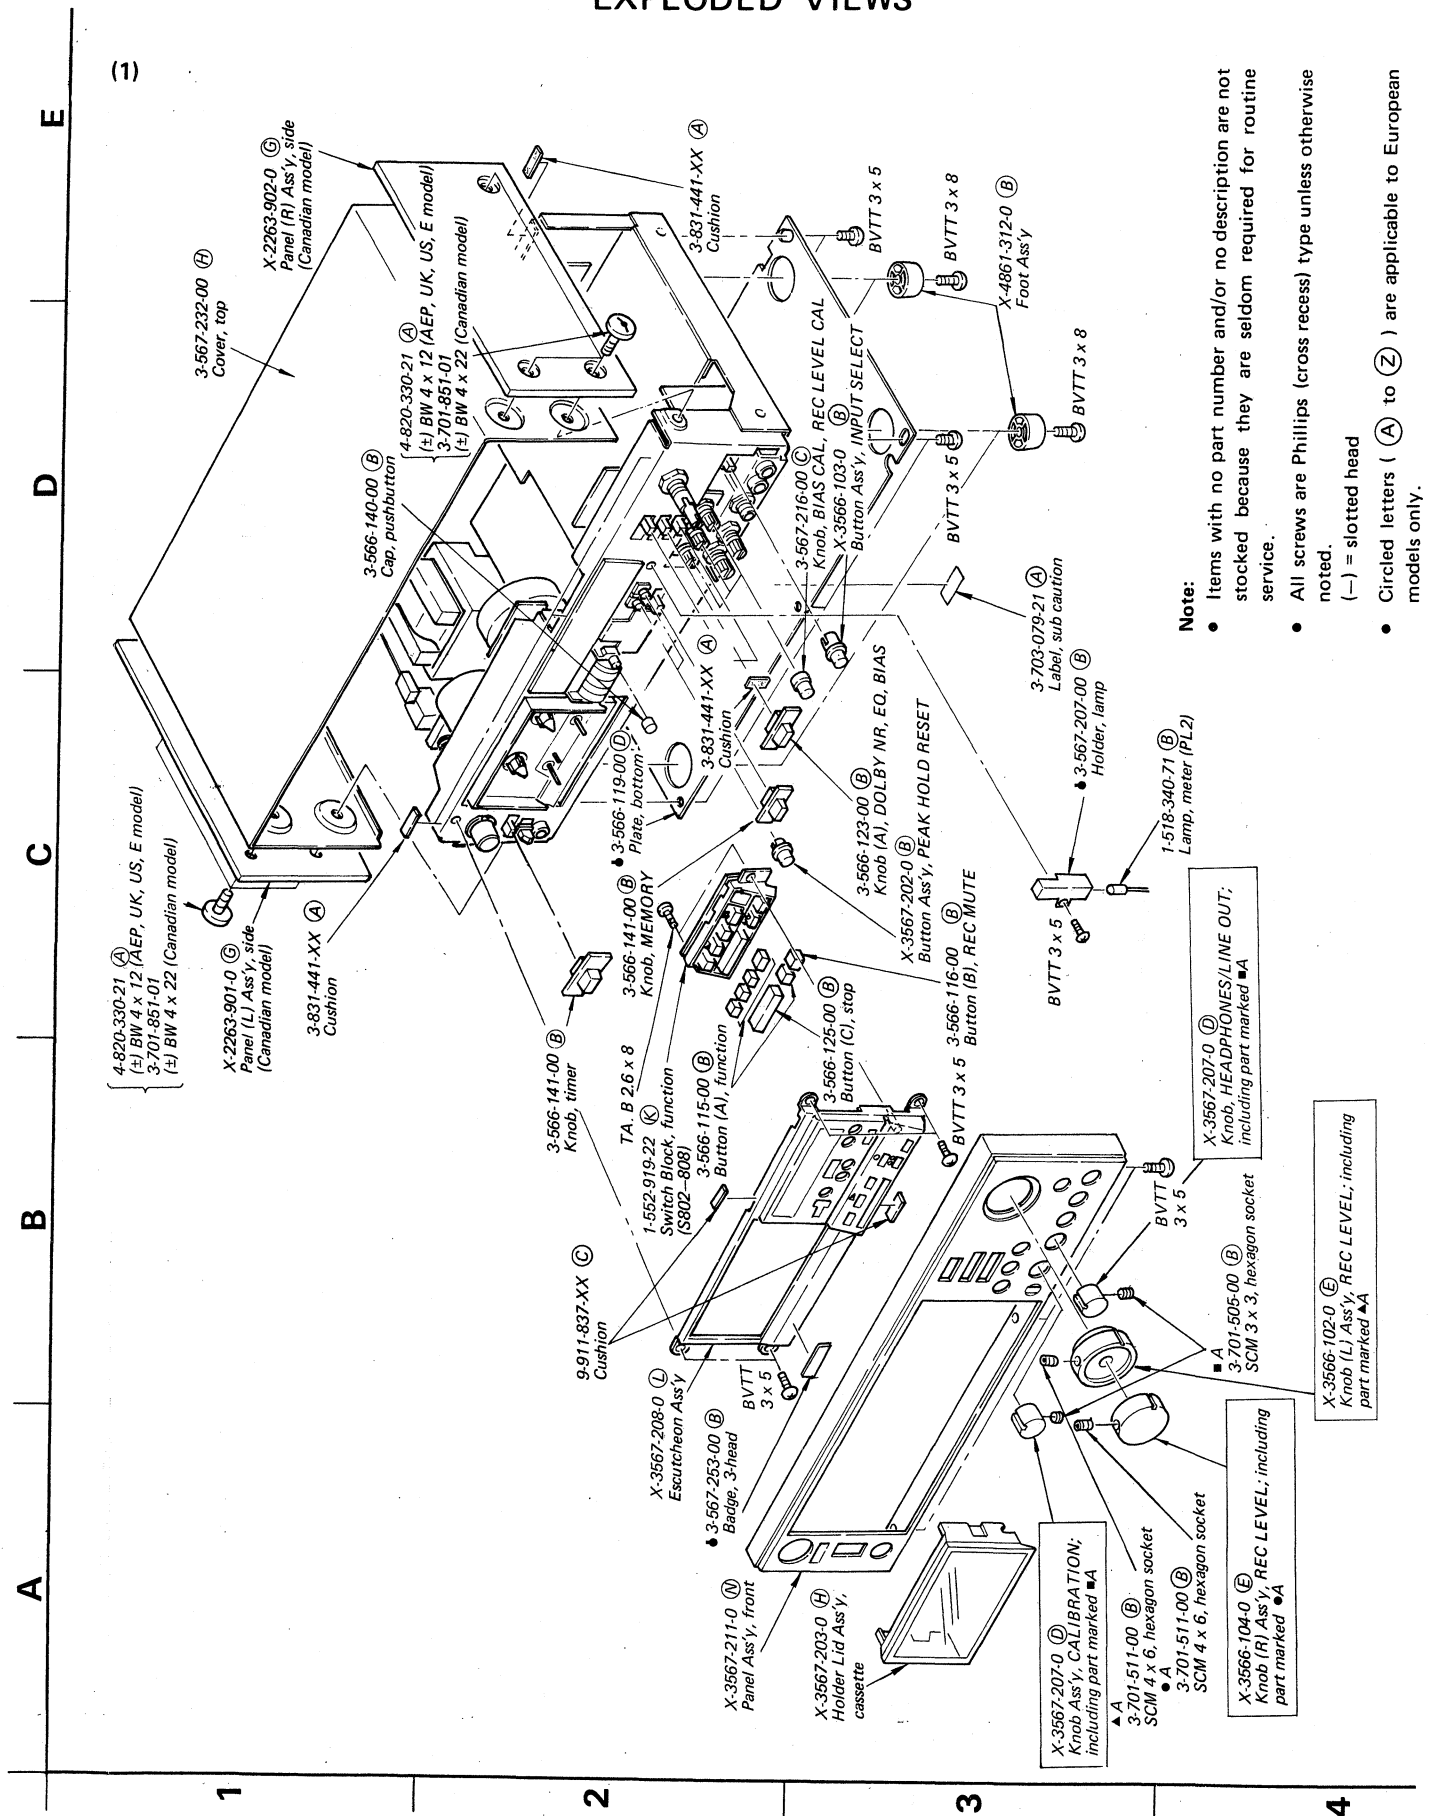 EXPLODED VIEWS
(1)
A
B
C
D
E
1
2
3
4
4-820-330-21 (A)
(±) BW 4 x 12 (AEP, UK, US, E model)
3-701-851-01
(±) BW 4 x 22 (Canadian model)
X-2263-901-0 (G)
Panel (L) Ass'y, side
(Canadian model)
3-831-441-XX (A)
Cushion
3-567-232-00 (H)
Cover, top
X-2263-902-0 (G)
Panel (R) Ass'y, side
(Canadian model)
3-566-140-00 (B)
Cap, pushbutton
4-820-330-21 (A)
(±) BW 4 x 12 (AEP, UK, US, E model)
3-701-851-01
(±) BW 4 x 22 (Canadian model)
3-831-441-XX (A)
Cushion
BVTT 3 x 5
BVTT 3 x 8
X-4861-312-0 (B)
Foot Ass'y
BVTT 3 x 8
BVTT 3 x 5
3-567-216-00 (C)
Knob, BIAS CAL, REC LEVEL CAL
X-3566-103-0 (B)
Button Ass'y, INPUT SELECT
3-703-079-21 (A)
Label, sub caution
3-567-207-00 (B)
Holder, lamp
1-518-340-71 (B)
Lamp, meter (PL2)
BVTT 3 x 5
3-831-441-XX (A)
Cushion
3-566-119-00 (D)
Plate, bottom
3-566-123-00 (B)
Knob (A), DOLBY NR, EQ, BIAS
X-3567-202-0 (B)
Button Ass'y, PEAK HOLD RESET
3-566-116-00 (B)
Button (B), REC MUTE
3-566-141-00 (B)
Knob, MEMORY
3-566-141-00 (B)
Knob, timer
TA. B 2.6 x 8
1-552-919-22 (K)
Switch Block, function
(S802—808)
3-566-115-00 (B)
Button (A), function
3-566-125-00 (B)
Button (C), stop
BVTT 3 x 5
9-911-837-XX (C)
Cushion
X-3567-208-0 (L)
Escutcheon Ass'y
BVTT
3 x 5
3-567-253-00 (B)
Badge, 3-head
X-3567-211-0 (N)
Panel Ass'y, front
X-3567-203-0 (H)
Holder Lid Ass'y,
cassette
BVTT
3 x 5
X-3567-207-0 (D)
Knob, HEADPHONES/LINE OUT;
including part marked ■A
■A
3-701-505-00 (B)
SCM 3 x 3, hexagon socket
X-3566-102-0 (E)
Knob (L) Ass'y, REC LEVEL; including
part marked ▲A
X-3567-207-0 (D)
Knob Ass'y, CALIBRATION;
including part marked ■A
▲A
3-701-511-00 (B)
SCM 4 x 6, hexagon socket
●A
3-701-511-00 (B)
SCM 4 x 6, hexagon socket
X-3566-104-0 (E)
Knob (R) Ass'y, REC LEVEL; including
part marked ●A
Note:
● Items with no part number and/or no description are not
stocked because they are seldom required for routine
service.
● All screws are Phillips (cross recess) type unless otherwise
noted.
(—) = slotted head
● Circled letters ( (A) to (Z) ) are applicable to European
models only.